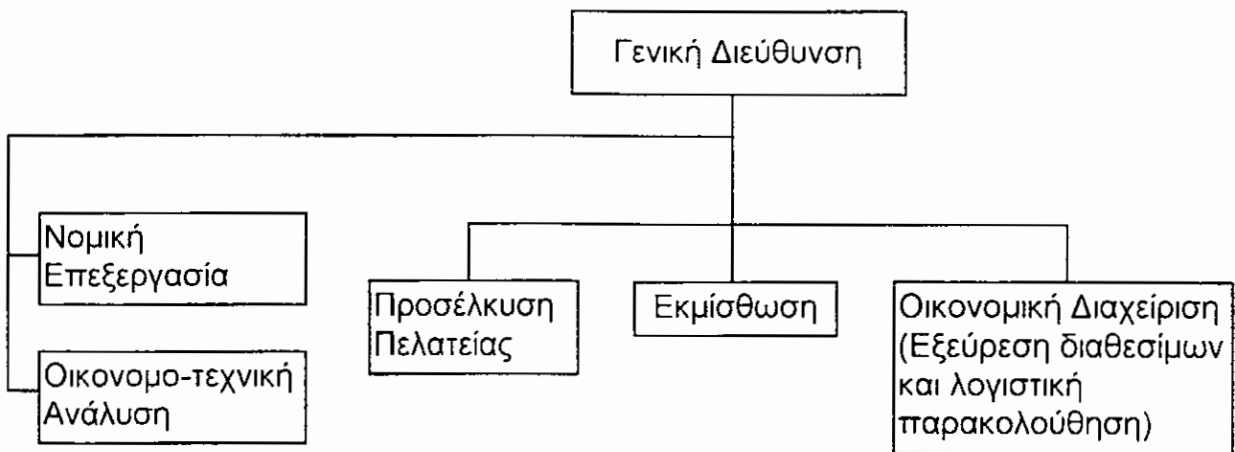 Γενική Διεύθυνση
Νομική
Επεξεργασία
Οικονομο-τεχνική
Ανάλυση
Προσέλκυση
Πελατείας
Εκμίσθωση
Οικονομική Διαχείριση
(Εξεύρεση διαθεσίμων
και λογιστική
παρακολούθηση)